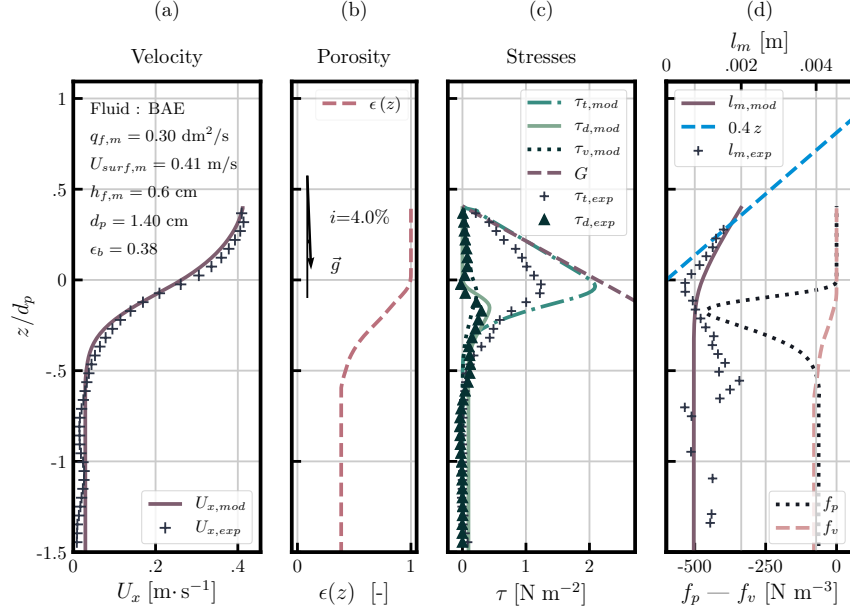 (a) (b) (c) (d)
l_m [m]
0 .002 .004
Velocity Porosity Stresses
1
.5
0
-.5
-1
-1.5
z/d_p
Fluid : BAE
q_{f,m} = 0.30 dm²/s
U_{surf,m} = 0.41 m/s
h_{f,m} = 0.6 cm
d_p = 1.40 cm
ϵ_b = 0.38
U_{x,mod}
U_{x,exp}
0 .2 .4
U_x [m·s⁻¹]
ϵ(z)
i=4.0%
g⃗
0 1
ϵ(z) [-]
τ_{t,mod}
τ_{d,mod}
τ_{v,mod}
G
τ_{t,exp}
τ_{d,exp}
0 1 2
τ [N m⁻²]
l_{m,mod}
0.4 z
l_{m,exp}
f_p
f_v
-500 0
f_p — f_v [N m⁻³]